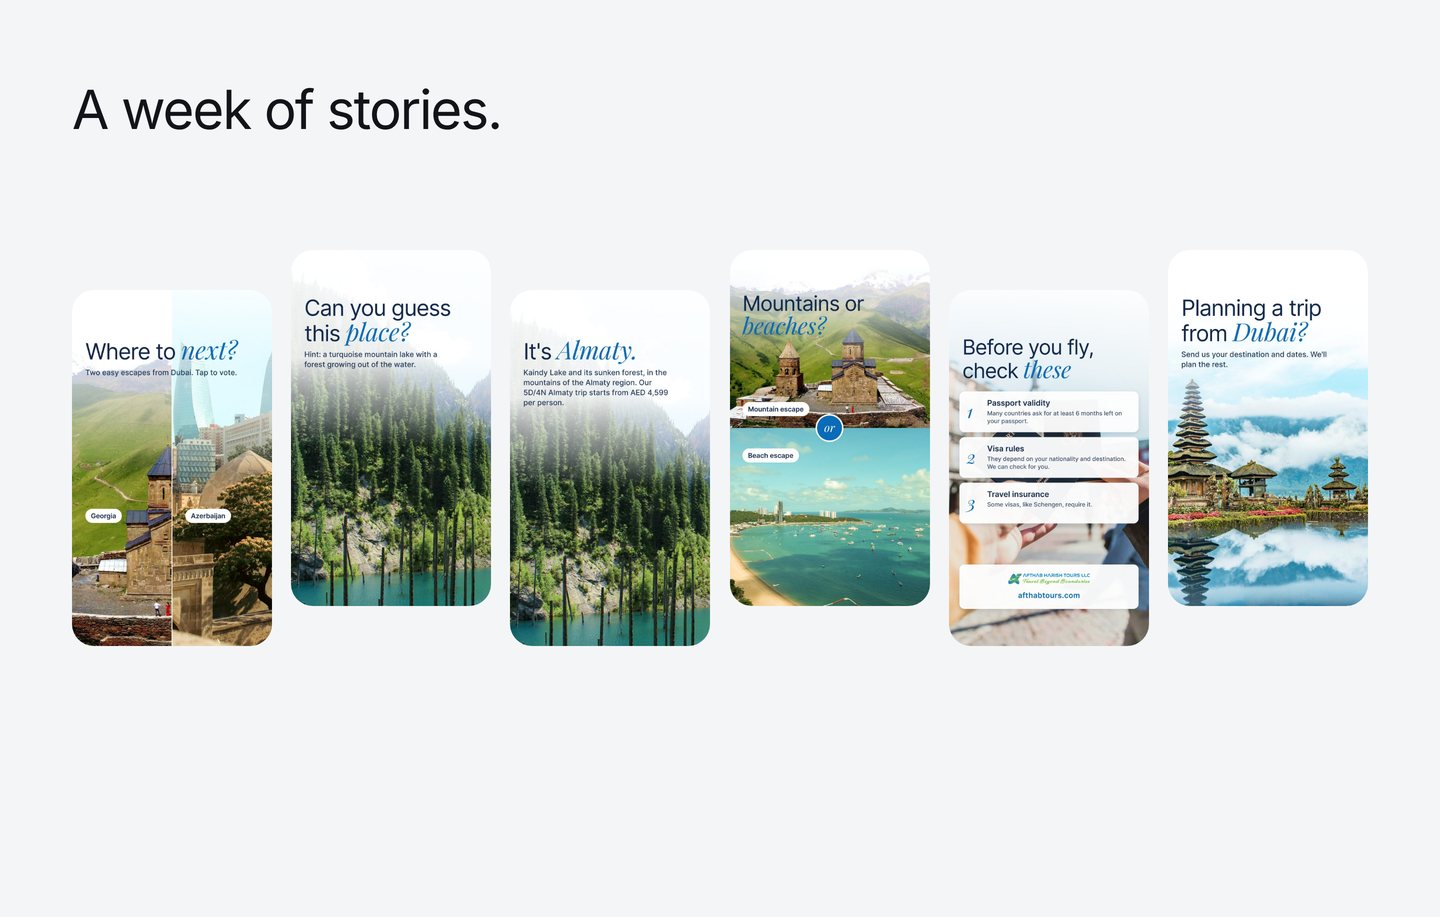 A week of stories.
Where to next?
Two easy escapes from Dubai. Tap to vote.
Georgia
Azerbaijan
Can you guess
this place?
Hint: a turquoise mountain lake with a
forest growing out of the water.
It's Almaty.
Kaindy Lake and its sunken forest, in the
mountains of the Almaty region. Our
5D/4N Almaty trip starts from AED 4,599
per person.
Mountains or
beaches?
Mountain escape
or
Beach escape
Before you fly,
check these
1
Passport validity
Many countries ask for at least 6 months left on
your passport.
2
Visa rules
They depend on your nationality and destination.
We can check for you.
3
Travel insurance
Some visas, like Schengen, require it.
AFTHAB HARISH TOURS LLC
Travel Beyond Boundaries
afthabtours.com
Planning a trip
from Dubai?
Send us your destination and dates. We'll
plan the rest.